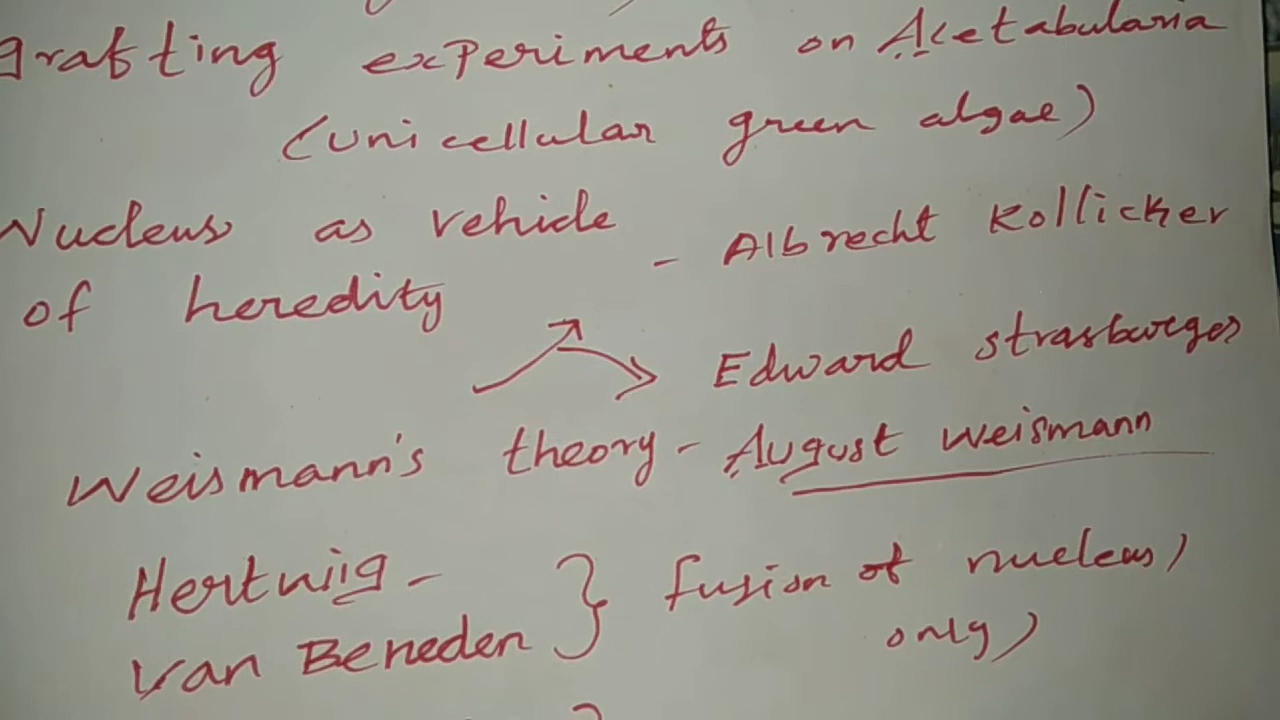 grafting experiments on Acetabularia
(unicellular green algae)
Nucleus as vehicle
of heredity - Albrecht Kollicker
Edward strasburger
Weismann's theory - August Weismann
Hertwig -
Van Beneden } fusion of nucleus)
only)